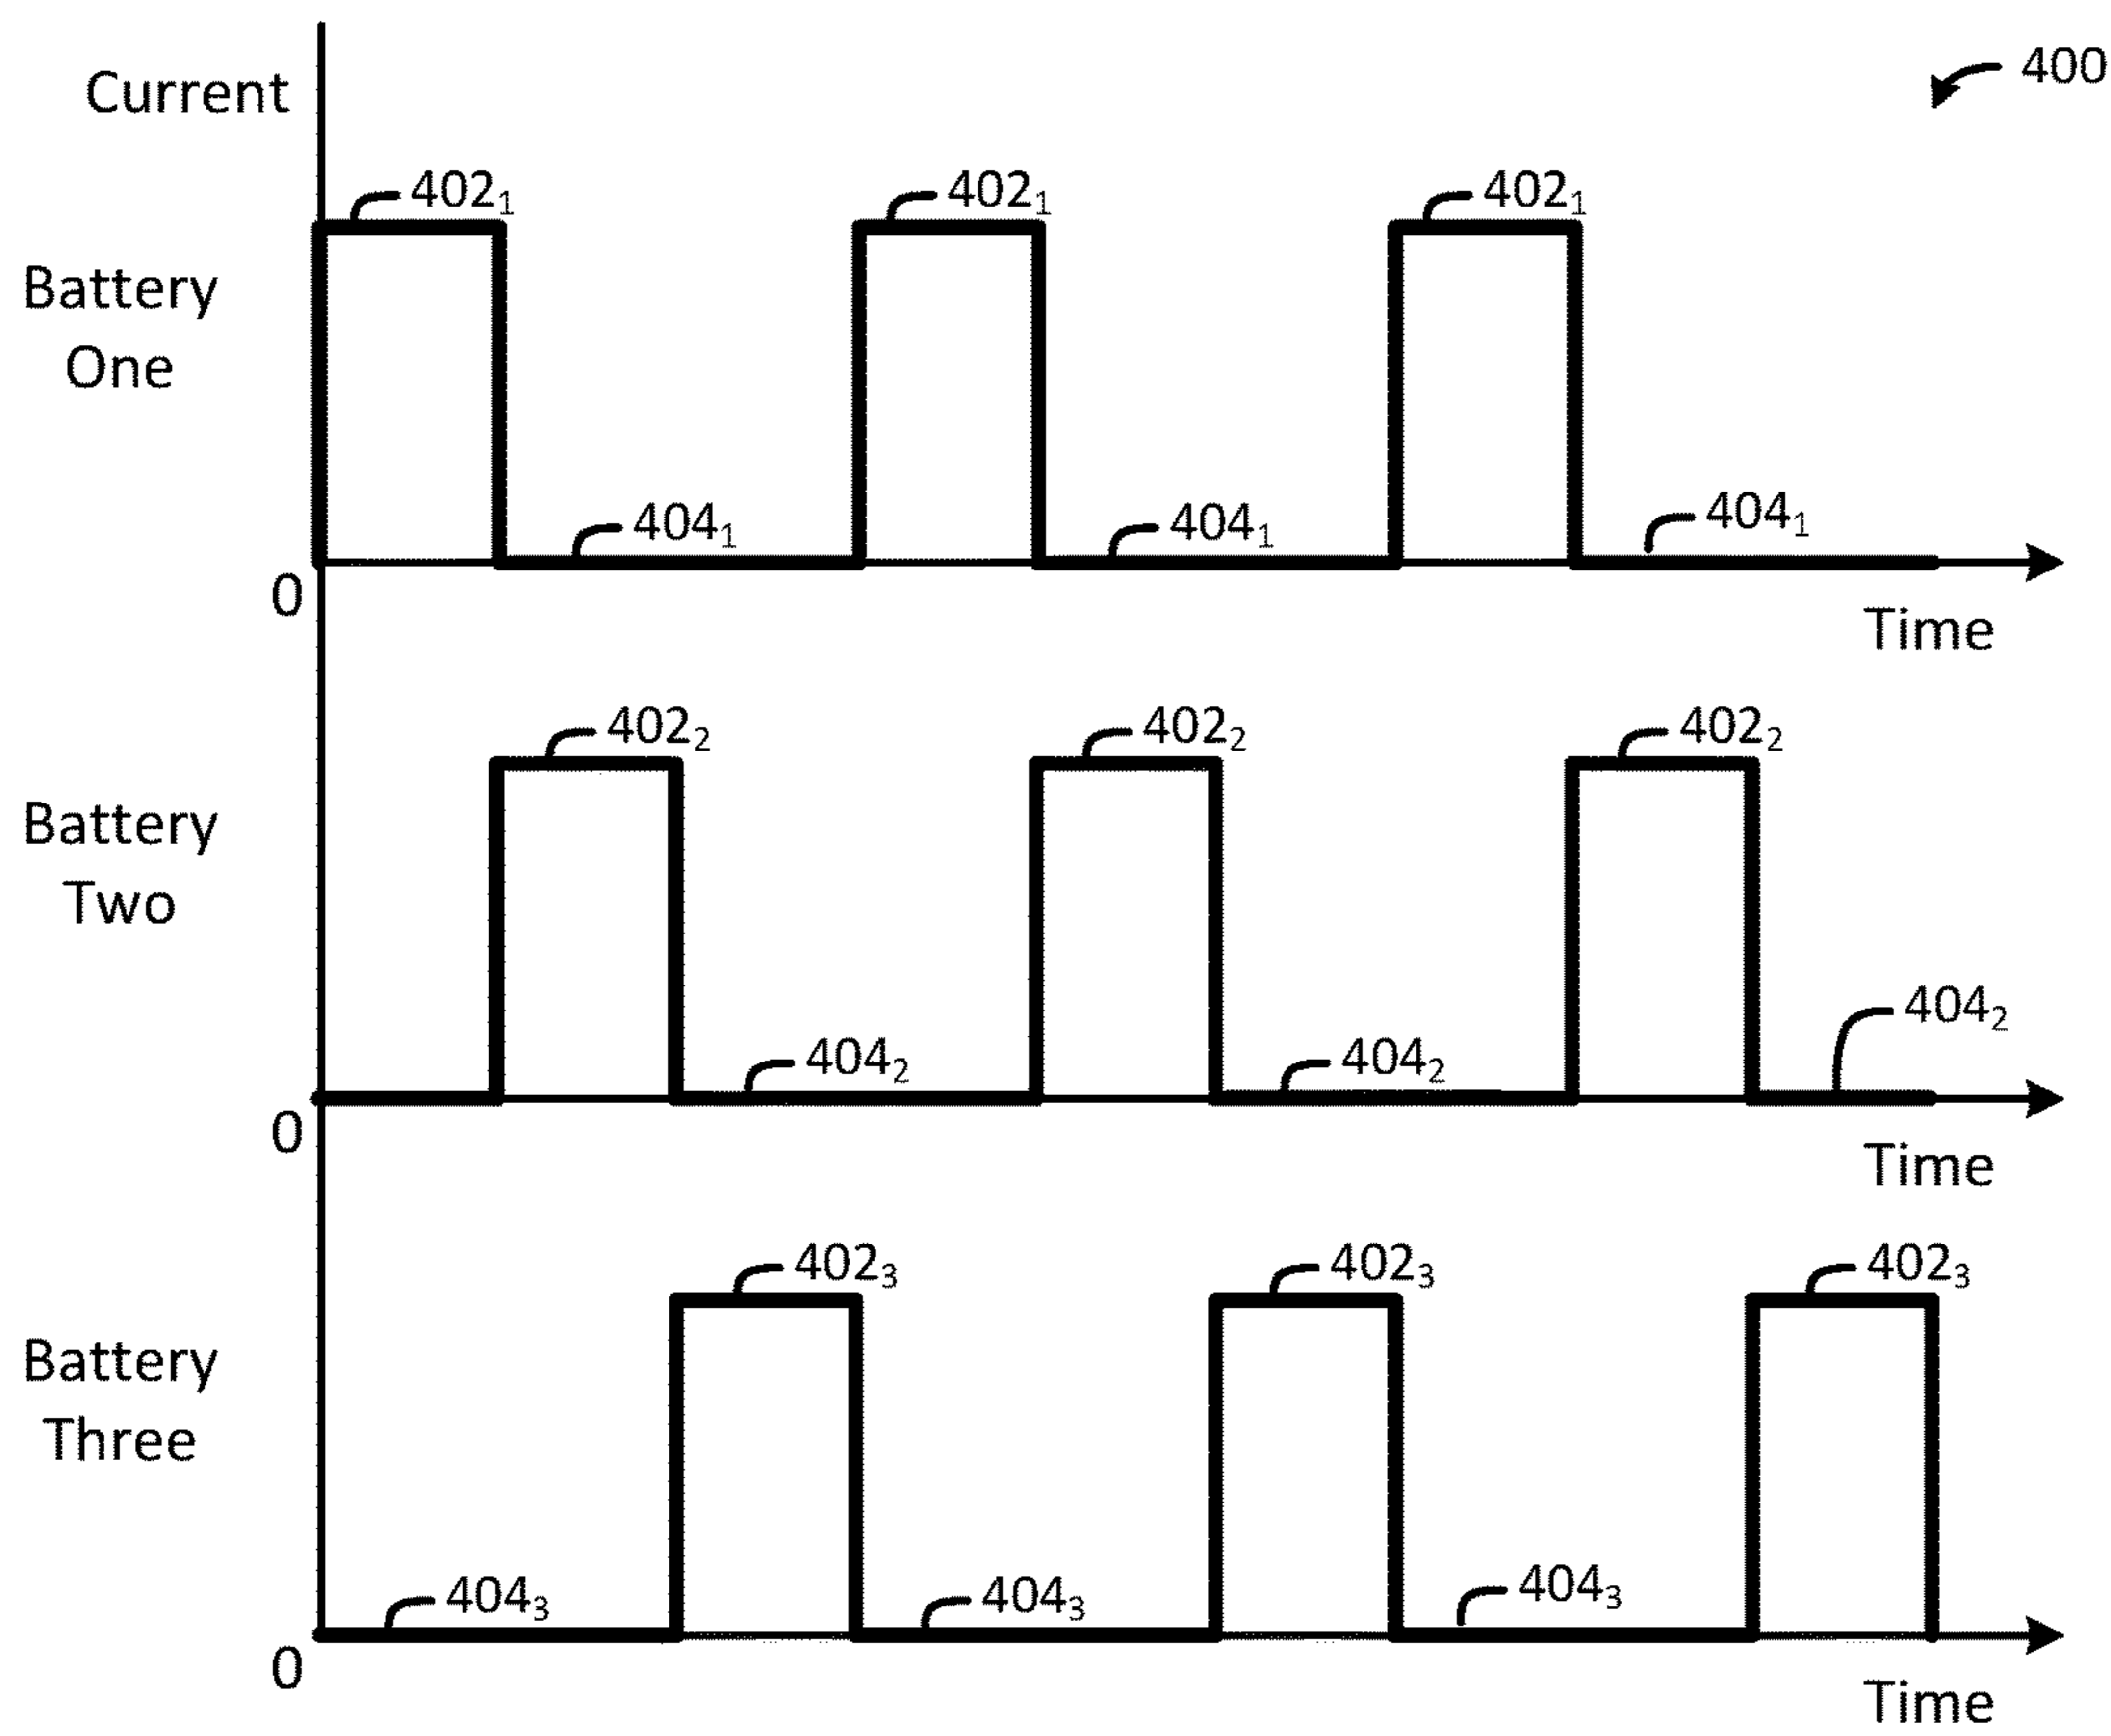 Current
400
402₁ 402₁ 402₁
Battery
One
404₁ 404₁ 404₁
0
Time
402₂ 402₂ 402₂
Battery
Two
404₂ 404₂ 404₂
0
Time
402₃ 402₃ 402₃
Battery
Three
404₃ 404₃ 404₃
0
Time